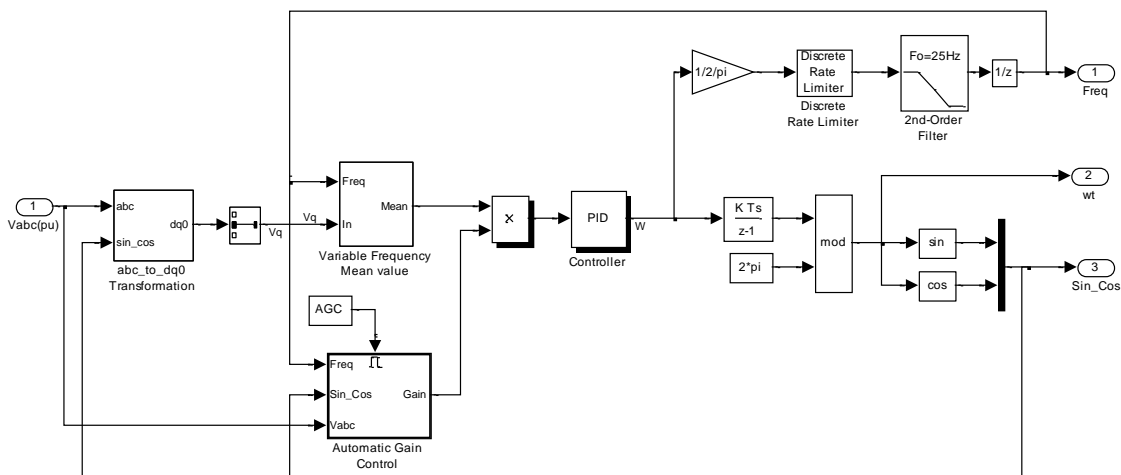 1
Vabc(pu)
abc
sin_cos
dq0
abc_to_dq0
Transformation
Vq
Vq
Freq
In
Mean
Variable Frequency
Mean value
AGC
Freq
Sin_Cos
Vabc
Gain
Automatic Gain
Control
x
PID
Controller
W
1/2/pi
Discrete
Rate
Limiter
Discrete
Rate Limiter
Fo=25Hz
2nd-Order
Filter
1/z
1
Freq
K Ts
z-1
2*pi
mod
sin
cos
2
wt
3
Sin_Cos